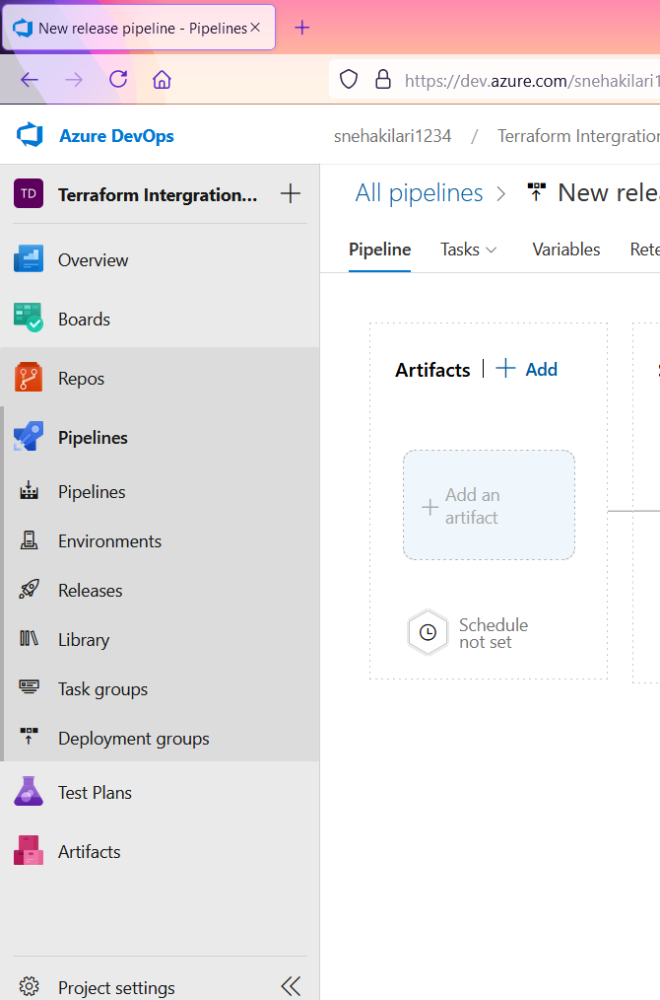 New release pipeline - Pipelines
https://dev.azure.com/snehakilari1
Azure DevOps
snehakilari1234 / Terraform Intergration
TD Terraform Intergration...
All pipelines > New relea
Pipeline Tasks Variables Rete
Overview
Boards
Repos
Pipelines
Pipelines
Environments
Releases
Library
Task groups
Deployment groups
Test Plans
Artifacts
Project settings
Artifacts | + Add
+ Add an
artifact
Schedule
not set